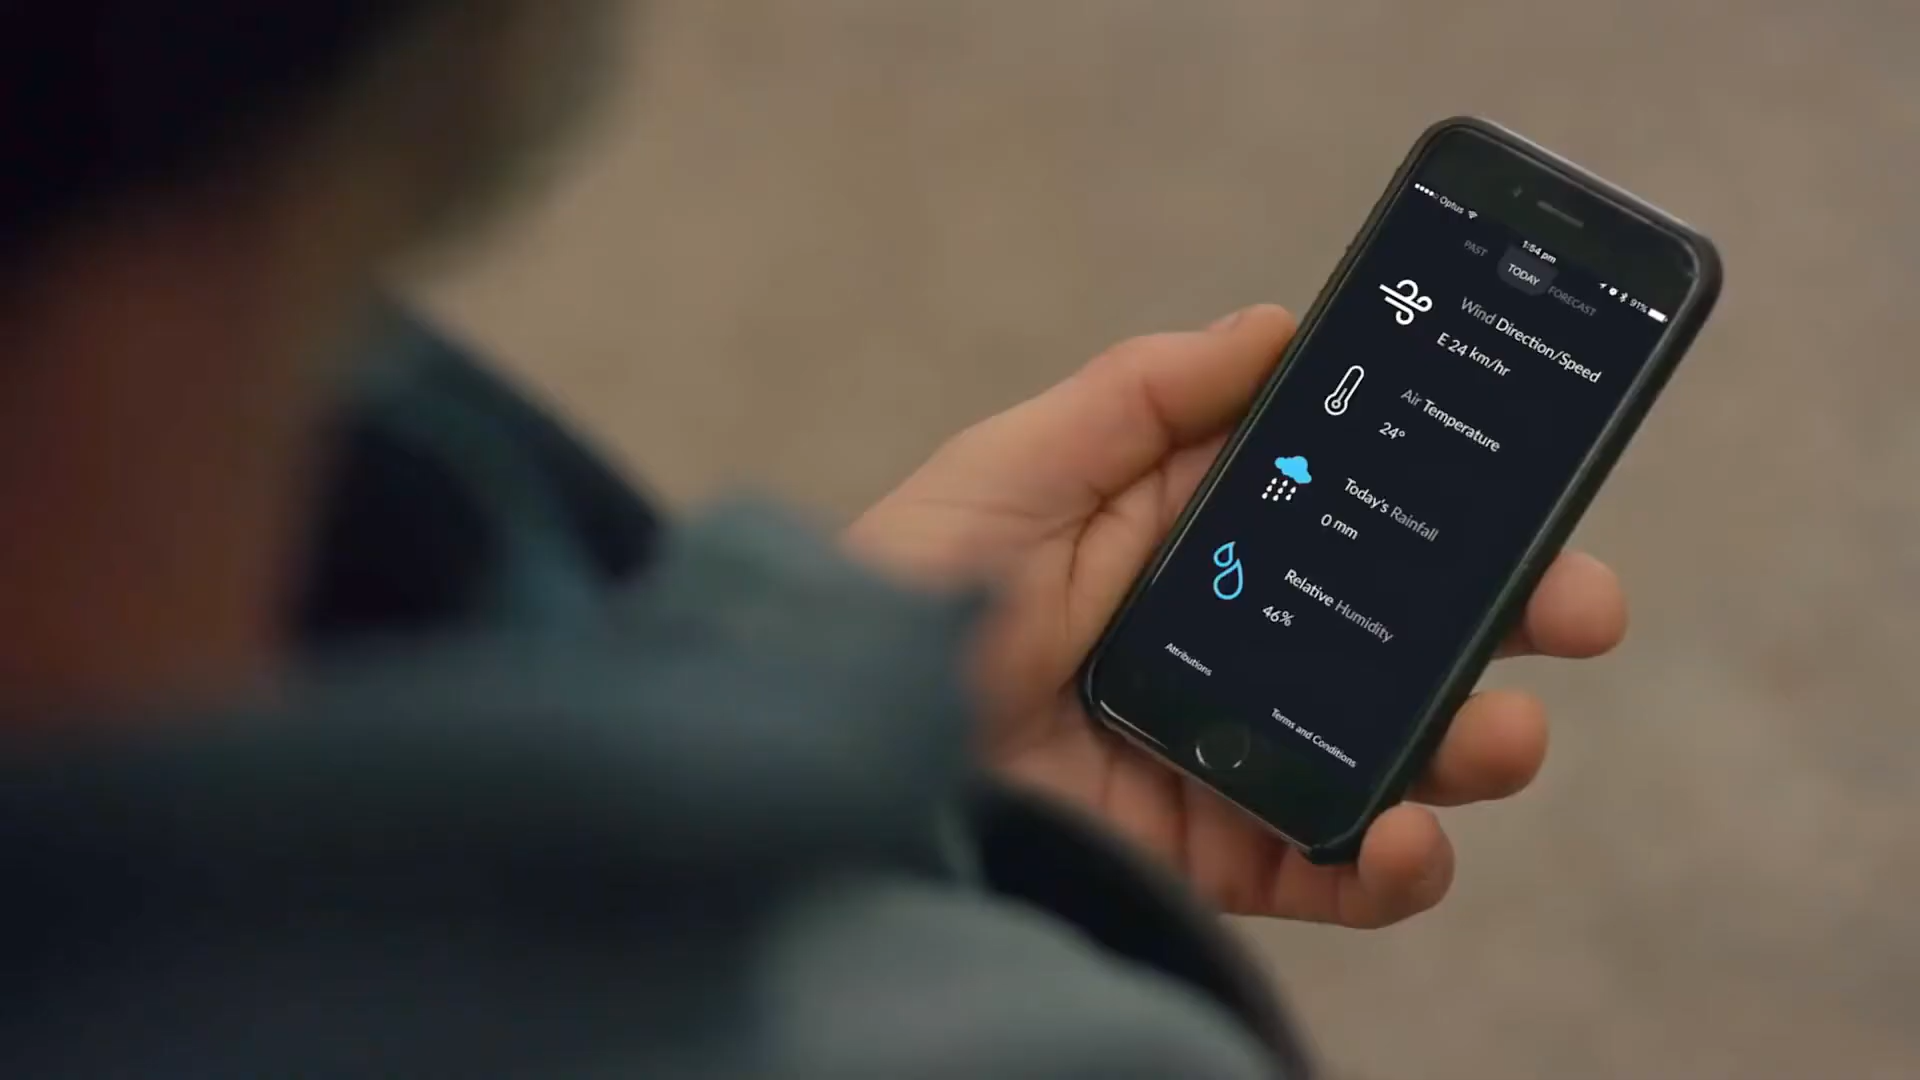 Optus
1:54 pm
91%
PAST
TODAY
FORECAST
Wind Direction/Speed
E 24 km/hr
Air Temperature
24°
Today's Rainfall
0 mm
Relative Humidity
46%
Attributions
Terms and Conditions